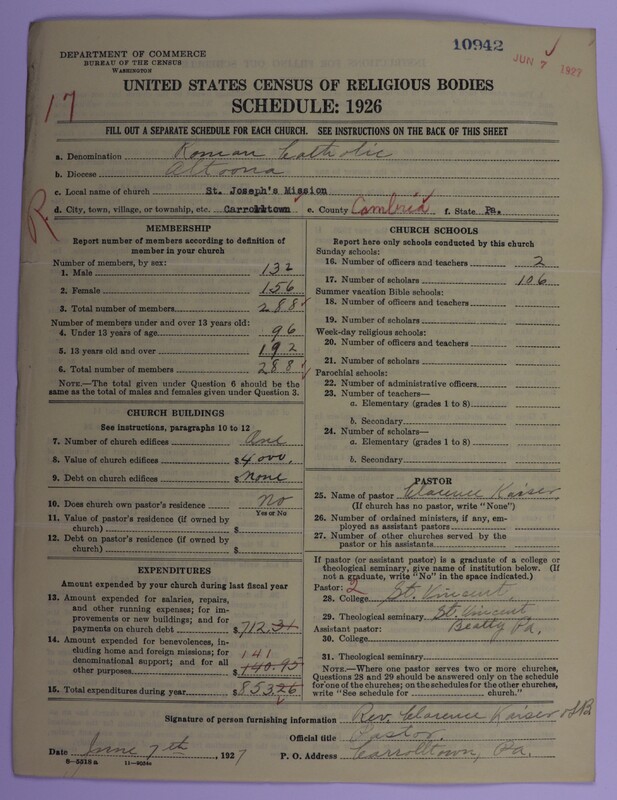 10942
JUN 7 1927
DEPARTMENT OF COMMERCE
BUREAU OF THE CENSUS
WASHINGTON
UNITED STATES CENSUS OF RELIGIOUS BODIES
SCHEDULE: 1926
17
FILL OUT A SEPARATE SCHEDULE FOR EACH CHURCH. SEE INSTRUCTIONS ON THE BACK OF THIS SHEET
a. Denomination Roman Catholic
b. Diocese Altoona
c. Local name of church St. Joseph's Mission
d. City, town, village, or township, etc. Carrolltown e. County Cambria f. State Pa.
R
MEMBERSHIP
Report number of members according to definition of
member in your church
Number of members, by sex:
1. Male 132
2. Female 156
3. Total number of members 288
Number of members under and over 13 years old:
4. Under 13 years of age 96
5. 13 years old and over 192
6. Total number of members 288
NOTE.—The total given under Question 6 should be
same as the total of males and females given under Question 3.
CHURCH BUILDINGS
See instructions, paragraphs 10 to 12
7. Number of church edifices One
8. Value of church edifices $4000.
9. Debt on church edifices $None
10. Does church own pastor's residence No
Yes or No
11. Value of pastor's residence (if owned by
church) $
12. Debt on pastor's residence (if owned by
church) $
EXPENDITURES
Amount expended by your church during last fiscal year
13. Amount expended for salaries, repairs,
and other running expenses; for im-
provements or new buildings; and for
payments on church debt $712.31
14. Amount expended for benevolences, in-
cluding home and foreign missions; for
denominational support; and for all
141
other purposes $140.95
15. Total expenditures during year $853.26
CHURCH SCHOOLS
Report here only schools conducted by this church
Sunday schools:
16. Number of officers and teachers 2
17. Number of scholars 106
Summer vacation Bible schools:
18. Number of officers and teachers
19. Number of scholars
Week-day religious schools:
20. Number of officers and teachers
21. Number of scholars
Parochial schools:
22. Number of administrative officers
23. Number of teachers—
a. Elementary (grades 1 to 8)
b. Secondary
24. Number of scholars—
a. Elementary (grades 1 to 8)
b. Secondary
PASTOR
25. Name of pastor Clarence Kaiser
(If church has no pastor, write "None")
26. Number of ordained ministers, if any, em-
ployed as assistant pastors
27. Number of other churches served by the
pastor or his assistants
If pastor (or assistant pastor) is a graduate of a college or
theological seminary, give name of institution below. (If
not a graduate, write "No" in the space indicated.)
Pastor: 2
28. College St. Vincent
29. Theological seminary St. Vincent
Assistant pastor: Beatty Pa.
30. College
31. Theological seminary
NOTE.—Where one pastor serves two or more churches,
Questions 28 and 29 should be answered only on the schedule
for one of the churches; on the schedules for the other churches,
write "See schedule for church."
Signature of person furnishing information Rev. Clarence Kaiser OSB
Official title Pastor.
Date June 7th, 1927 P. O. Address Carrolltown, Pa.
8—5318 a 11—9024